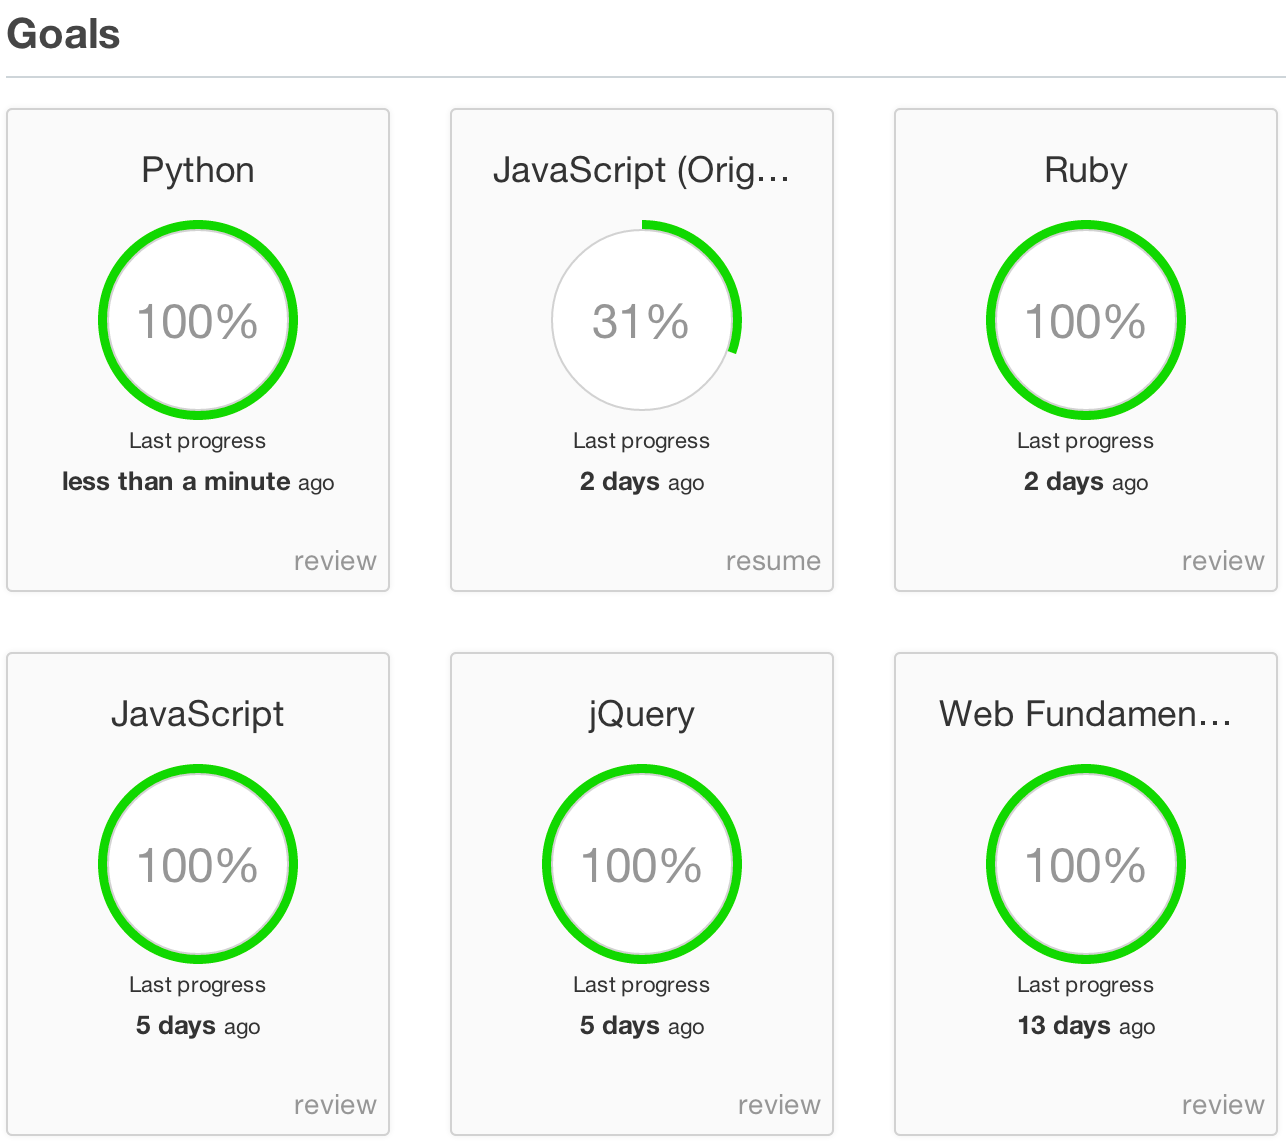 Goals
Python
100%
Last progress
less than a minute ago
review
JavaScript (Orig...
31%
Last progress
2 days ago
resume
Ruby
100%
Last progress
2 days ago
review
JavaScript
100%
Last progress
5 days ago
review
jQuery
100%
Last progress
5 days ago
review
Web Fundamen...
100%
Last progress
13 days ago
review